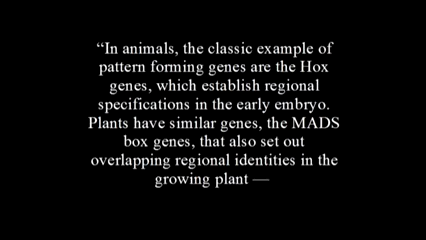 “In animals, the classic example of
pattern forming genes are the Hox
genes, which establish regional
specifications in the early embryo.
Plants have similar genes, the MADS
box genes, that also set out
overlapping regional identities in the
growing plant —